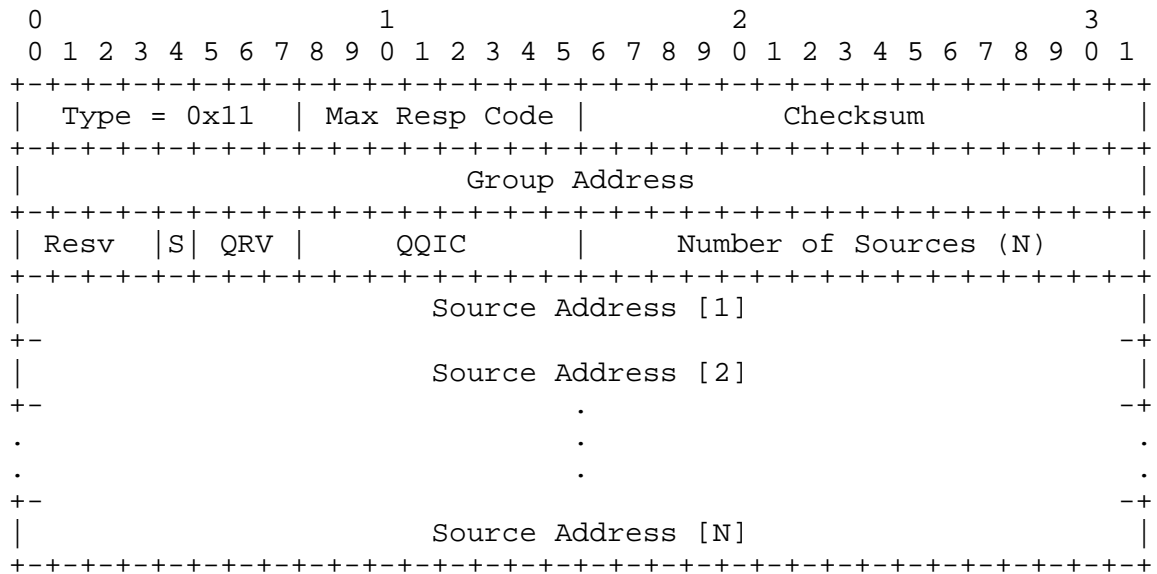 0                   1                   2                   3
 0 1 2 3 4 5 6 7 8 9 0 1 2 3 4 5 6 7 8 9 0 1 2 3 4 5 6 7 8 9 0 1
+-+-+-+-+-+-+-+-+-+-+-+-+-+-+-+-+-+-+-+-+-+-+-+-+-+-+-+-+-+-+-+-+
|  Type = 0x11  | Max Resp Code |           Checksum            |
+-+-+-+-+-+-+-+-+-+-+-+-+-+-+-+-+-+-+-+-+-+-+-+-+-+-+-+-+-+-+-+-+
|                         Group Address                         |
+-+-+-+-+-+-+-+-+-+-+-+-+-+-+-+-+-+-+-+-+-+-+-+-+-+-+-+-+-+-+-+-+
| Resv  |S| QRV |     QQIC      |     Number of Sources (N)     |
+-+-+-+-+-+-+-+-+-+-+-+-+-+-+-+-+-+-+-+-+-+-+-+-+-+-+-+-+-+-+-+-+
|                       Source Address [1]                      |
+-                                                             -+
|                       Source Address [2]                      |
+-                              .                              -+
.                               .                               .
.                               .                               .
+-                                                             -+
|                       Source Address [N]                      |
+-+-+-+-+-+-+-+-+-+-+-+-+-+-+-+-+-+-+-+-+-+-+-+-+-+-+-+-+-+-+-+-+